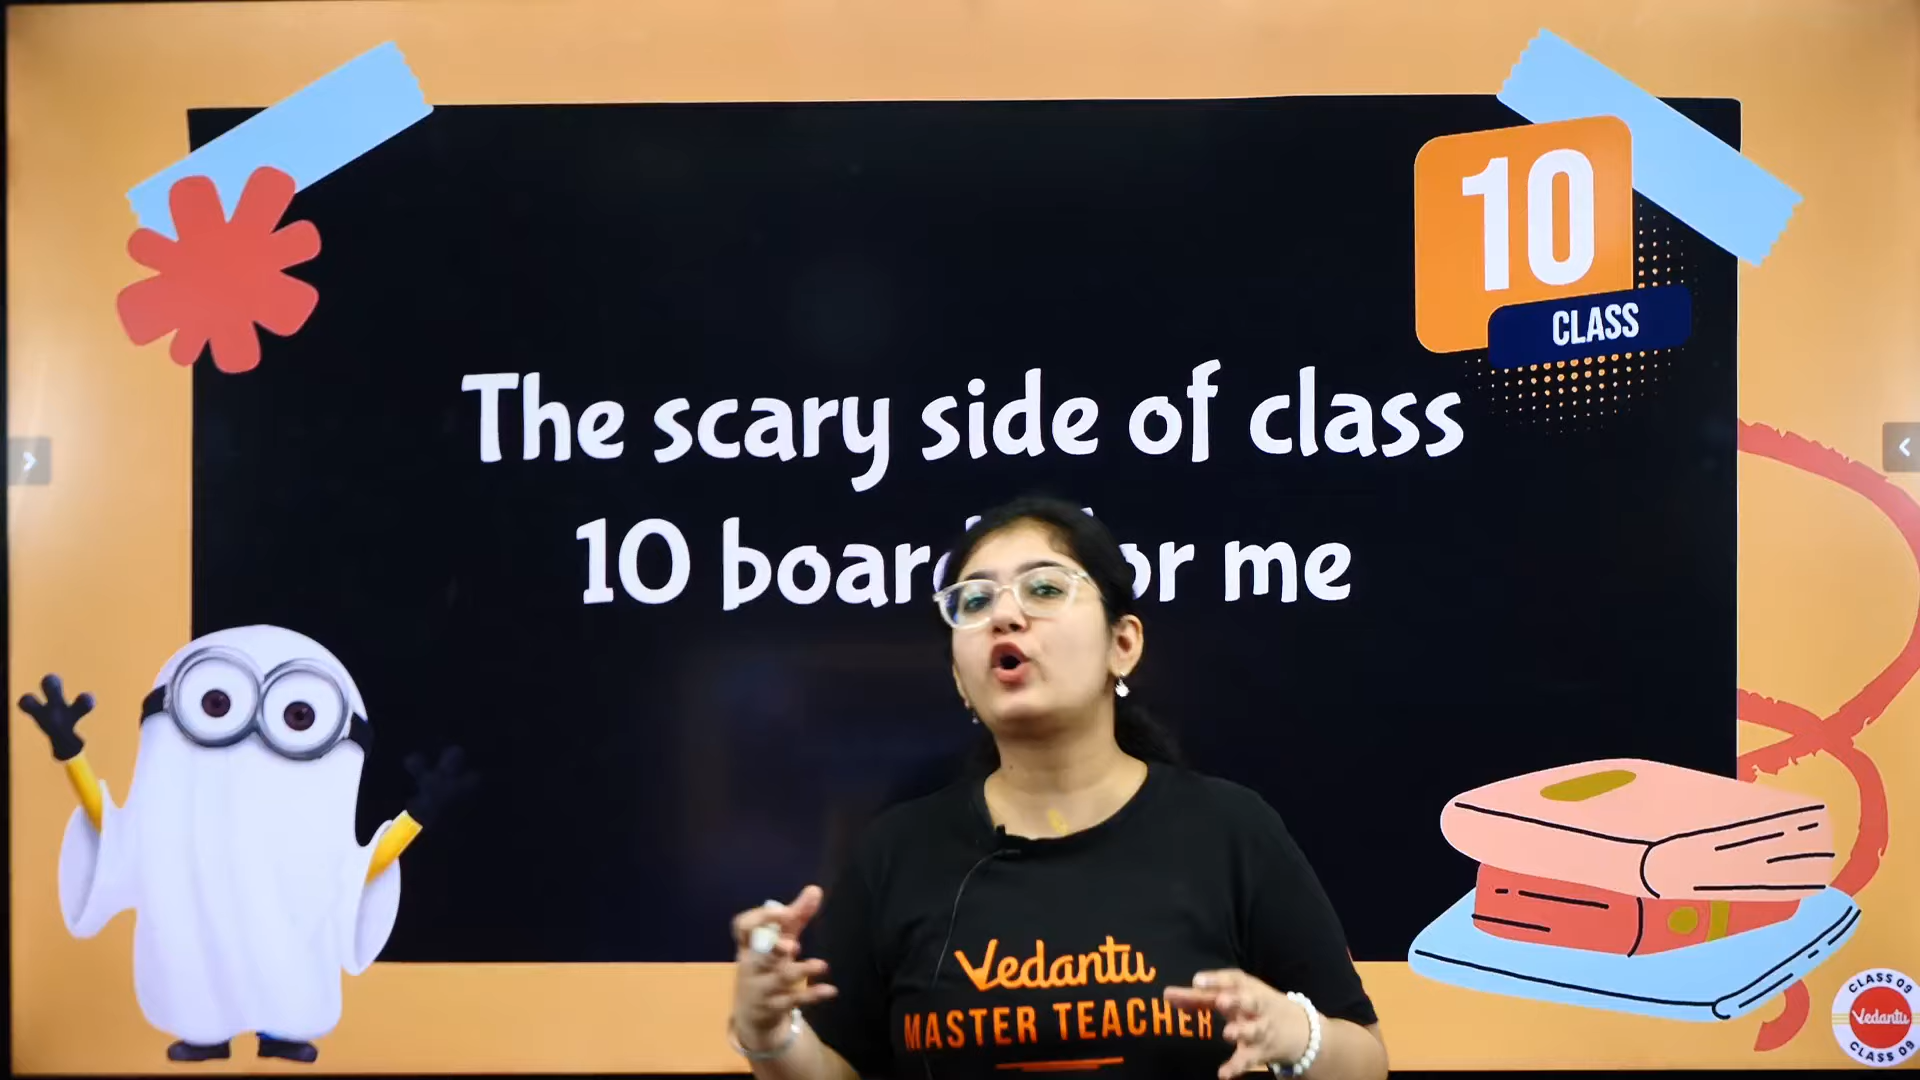 10
CLASS
The scary side of class
10 me
Vedantu
MASTER TEACHER
CLASS 09
Vedantu
CLASS 09